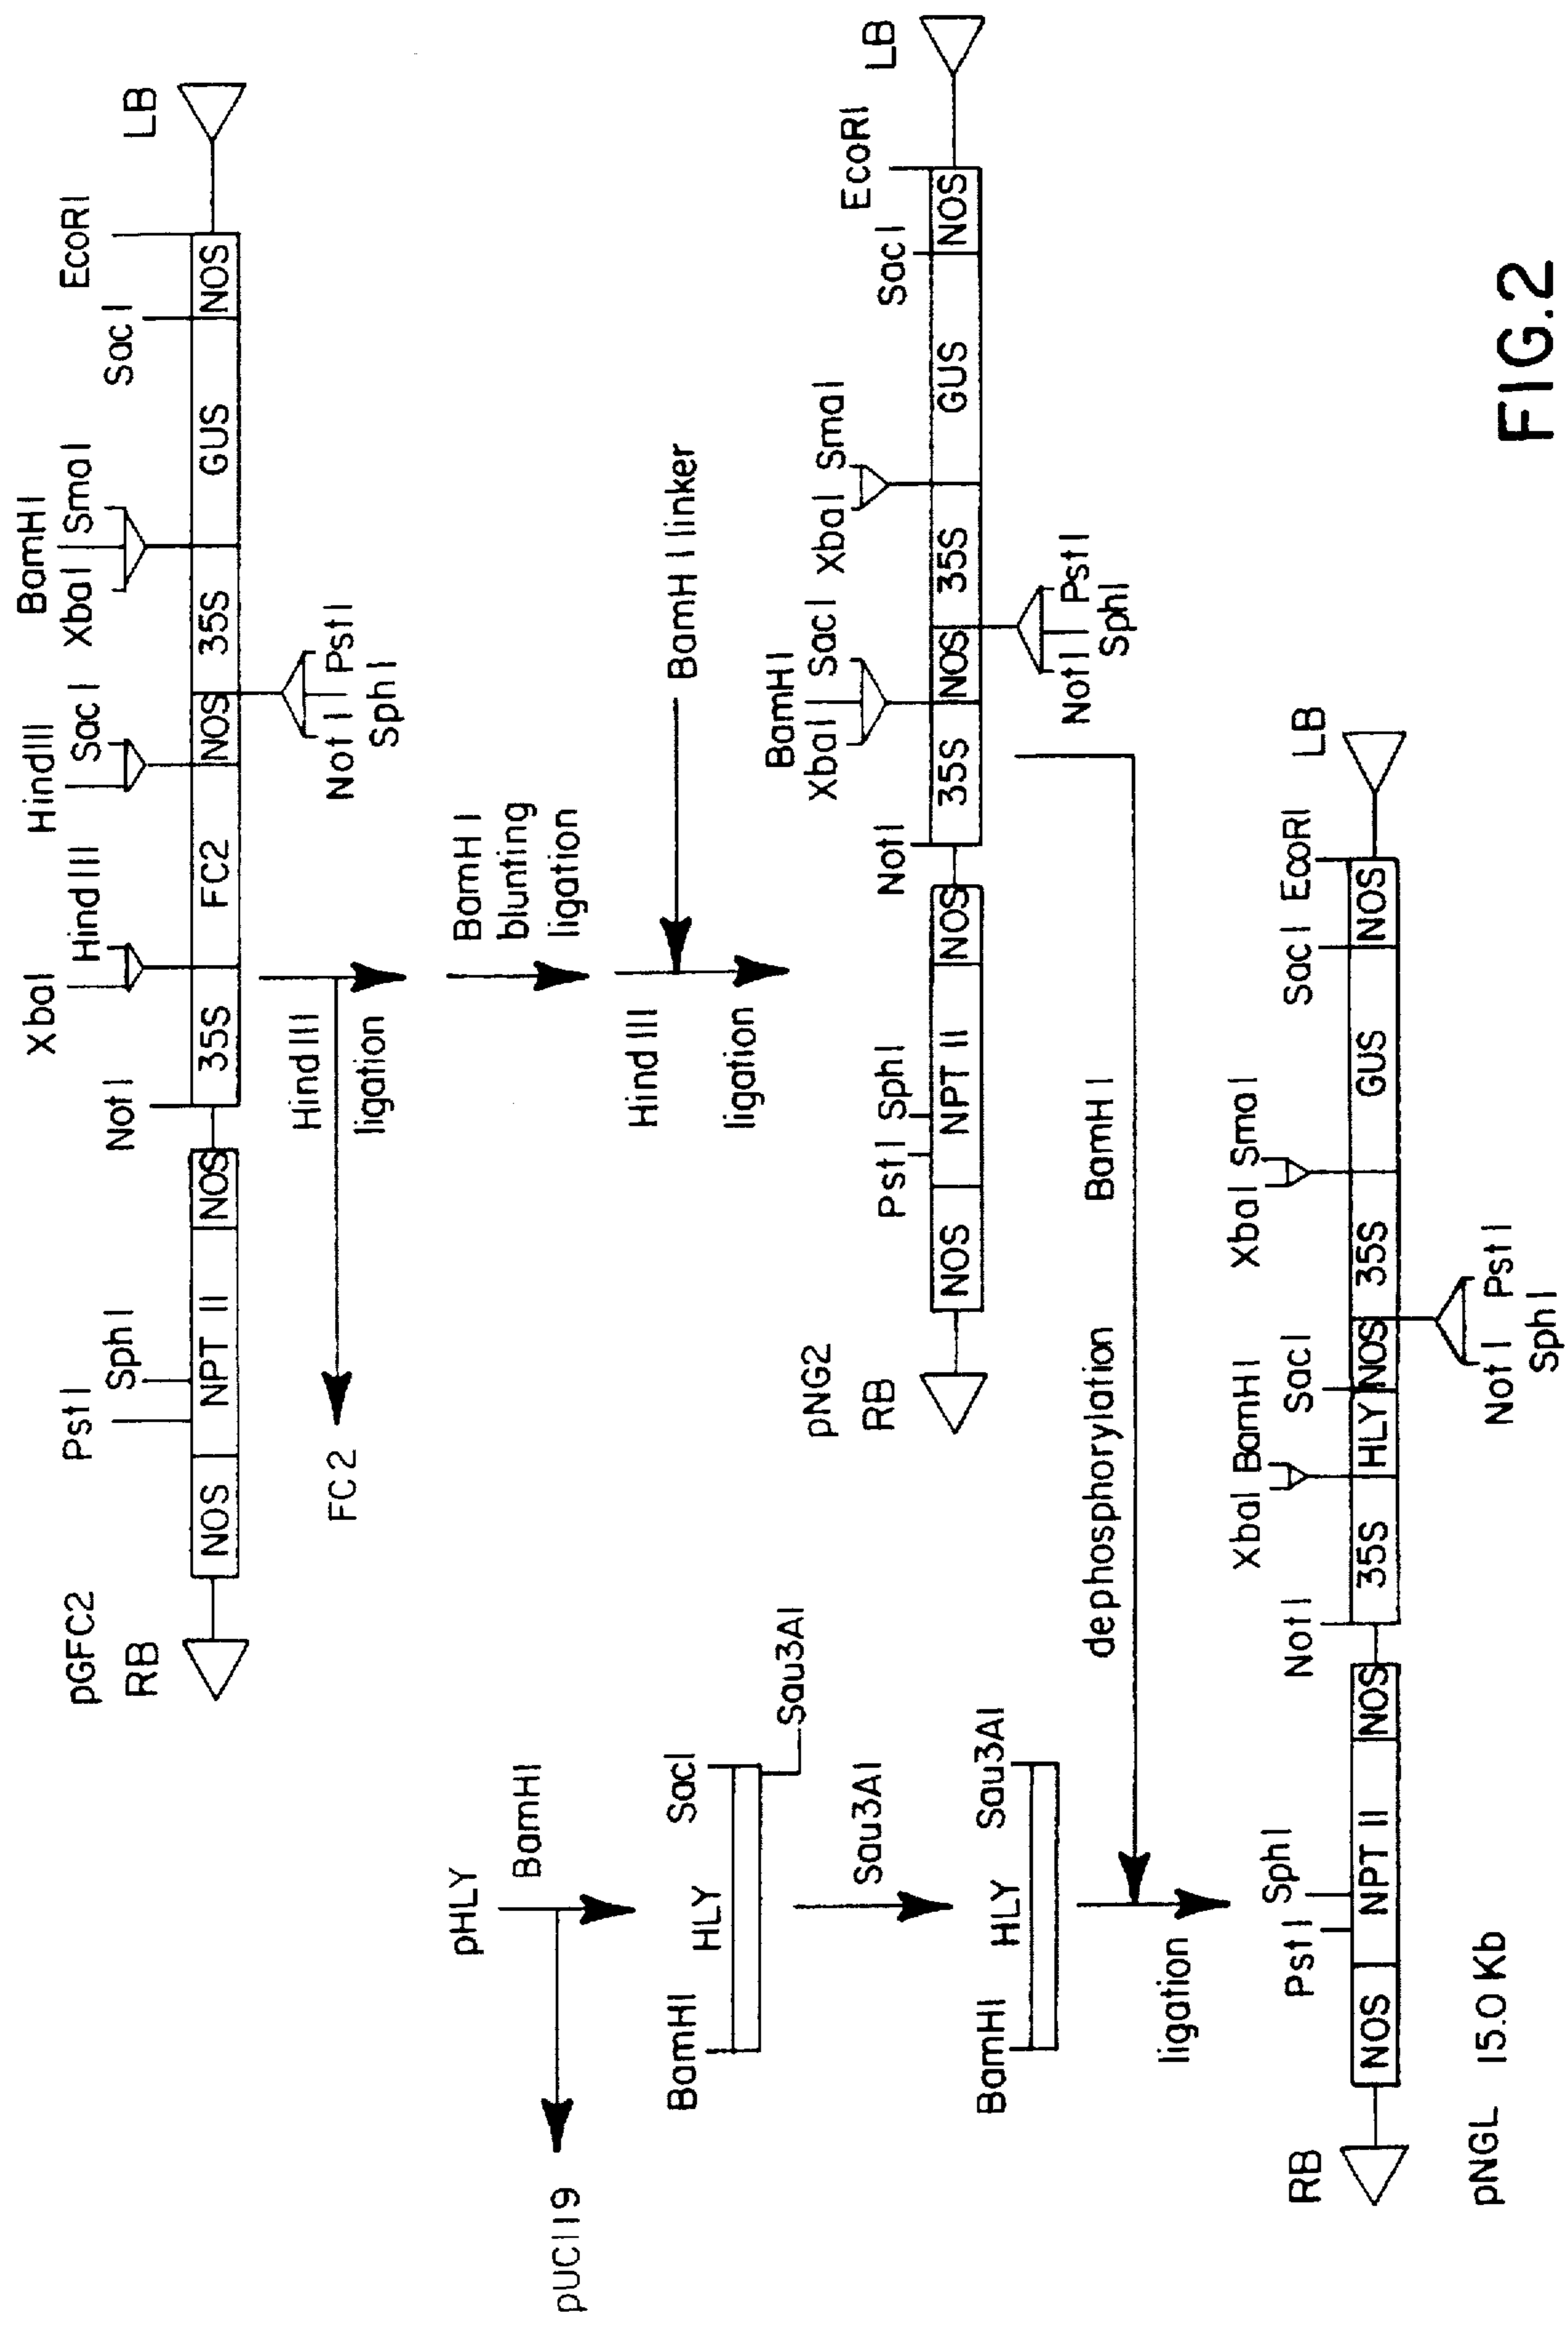 pGFC2
RB
NOS
PstI
SphI
NPT II
NOS
NotI
35S
XbaI
HindIII
FC2
HindIII
SacI
NOS
NotI PstI
SphI
35S
BamHI
XbaI SmaI
GUS
SacI
NOS
EcoRI
LB
HindIII
FC2
ligation
BamHI
blunting
ligation
HindIII
BamHI linker
ligation
pNG2
RB
NOS
PstI SphI
NPT II
NOS
NotI
35S
BamHI
XbaI SacI
NOS
NotI PstI
SphI
35S
XbaI SmaI
GUS
SacI
NOS
EcoRI
LB
dephosphorylation
BamHI
pHLY
BamHI
pUC119
BamHI
HLY
SacI
Sau3AI
Sau3AI
BamHI
HLY
Sau3AI
ligation
RB
NOS
PstI SphI
NPT II
NOS
NotI
35S
XbaI BamHI
HLY
SacI
NOS
NotI PstI
SphI
35S
XbaI SmaI
GUS
SacI
NOS
EcoRI
LB
pNGL 15.0 Kb
FIG.2